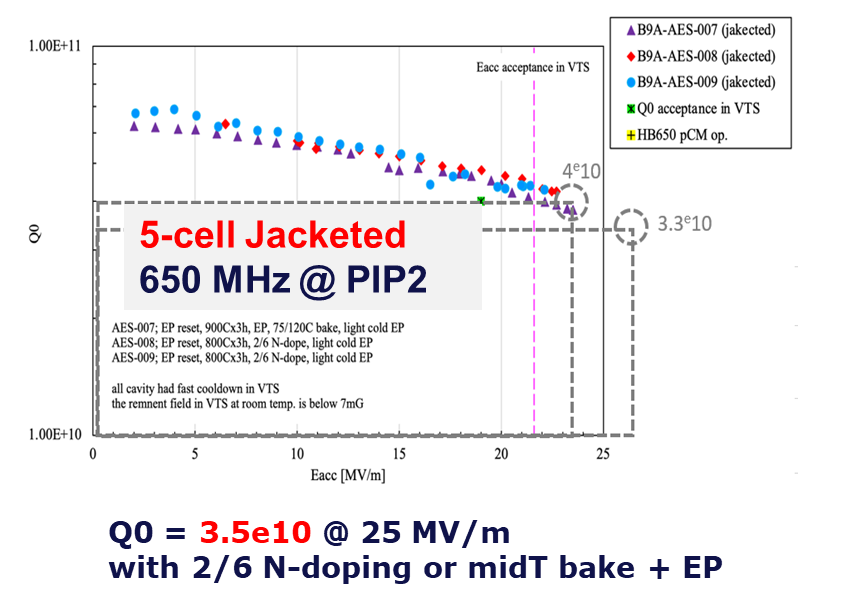 B9A-AES-007 (jakected)
B9A-AES-008 (jakected)
B9A-AES-009 (jakected)
Q0 acceptance in VTS
HB650 pCM op.
1.00E+11
Eacc acceptance in VTS
4e10
3.3e10
Q0
5-cell Jacketed
650 MHz @ PIP2
AES-007; EP reset, 900Cx3h, EP, 75/120C bake, light cold EP
AES-008; EP reset, 800Cx3h, 2/6 N-dope, light cold EP
AES-009; EP reset, 800Cx3h, 2/6 N-dope, light cold EP
all cavity had fast cooldown in VTS
the remnent field in VTS at room temp. is below 7mG
1.00E+10
0 5 10 15 20 25
Eacc [MV/m]
Q0 = 3.5e10 @ 25 MV/m
with 2/6 N-doping or midT bake + EP